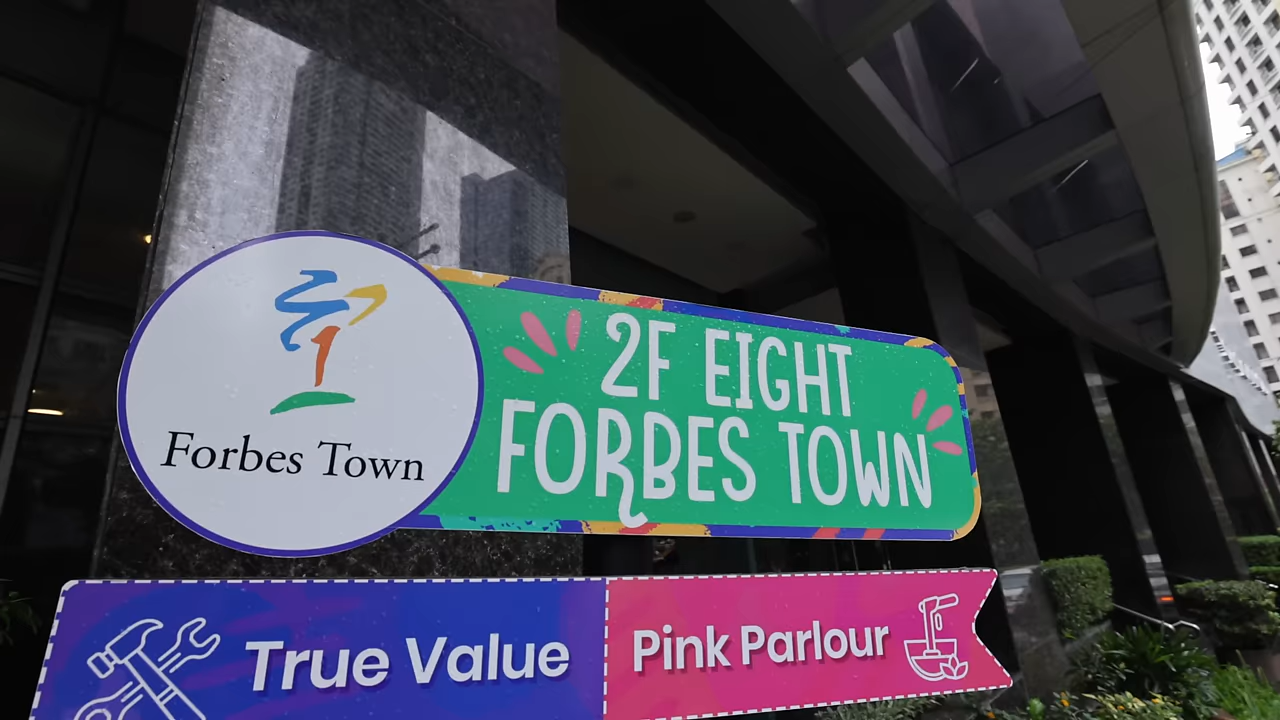 Forbes Town
2F EIGHT
FORBES TOWN
True Value
Pink Parlour